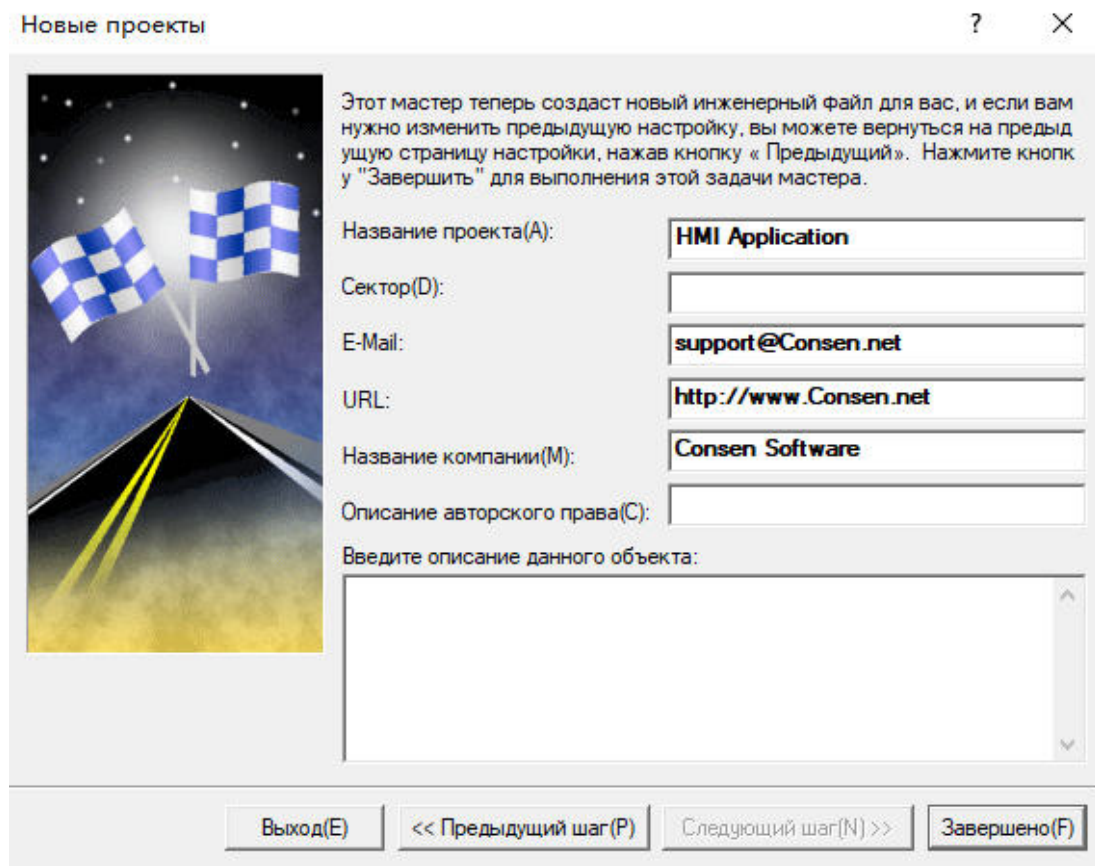 Новые проекты ? ×
Этот мастер теперь создаст новый инженерный файл для вас, и если вам
нужно изменить предыдущую настройку, вы можете вернуться на предыд
ущую страницу настройки, нажав кнопку « Предыдущий». Нажмите кнопк
у "Завершить" для выполнения этой задачи мастера.
Название проекта(A): HMI Application
Сектор(D):
E-Mail: support@Consen.net
URL: http://www.Consen.net
Название компании(M): Consen Software
Описание авторского права(C):
Введите описание данного объекта:
Выход(E) << Предыдущий шаг(P) Следующий шаг(N) >> Завершено(F)